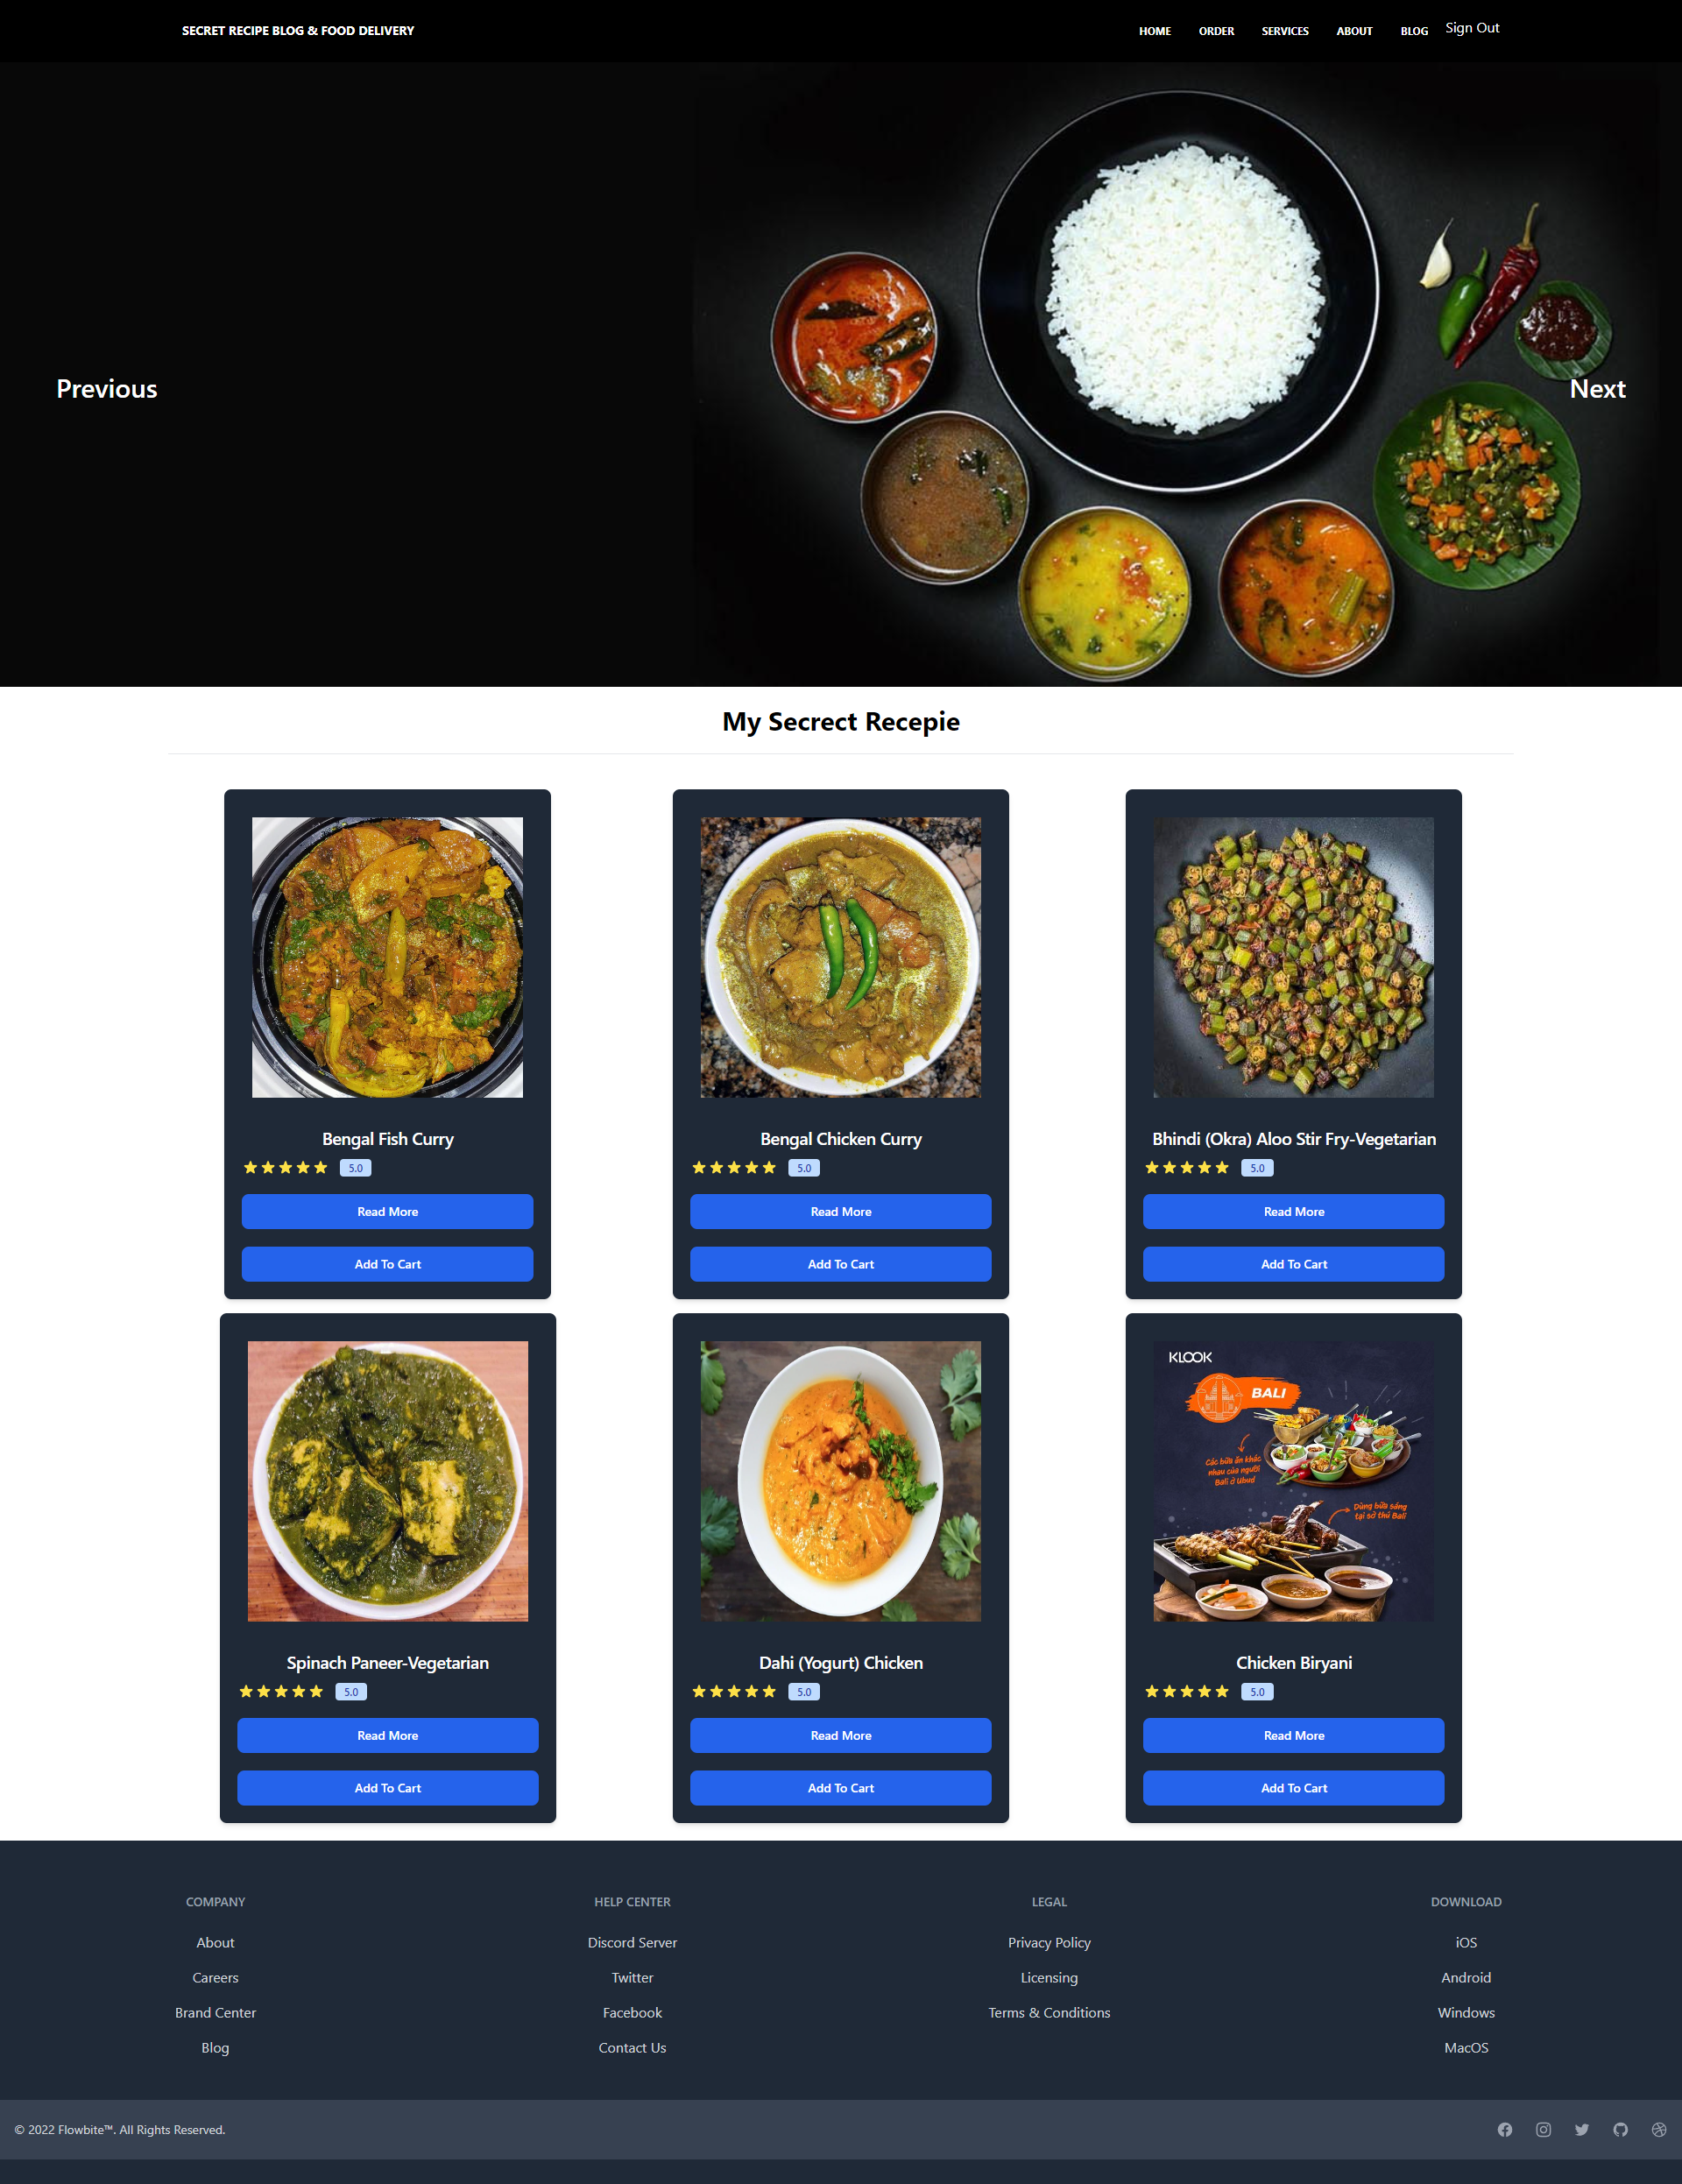 SECRET RECIPE BLOG & FOOD DELIVERY
HOME ORDER SERVICES ABOUT BLOG Sign Out
Previous
Next
My Secrect Recepie
Bengal Fish Curry
5.0
Read More
Add To Cart
Bengal Chicken Curry
5.0
Read More
Add To Cart
Bhindi (Okra) Aloo Stir Fry-Vegetarian
5.0
Read More
Add To Cart
Spinach Paneer-Vegetarian
5.0
Read More
Add To Cart
Dahi (Yogurt) Chicken
5.0
Read More
Add To Cart
KLOOK
BALI
Các bữa ăn khác
nhau của người
Bali ở Ubud
Dùng bữa sáng
tại sở thú Bali
Chicken Biryani
5.0
Read More
Add To Cart
COMPANY
About
Careers
Brand Center
Blog
HELP CENTER
Discord Server
Twitter
Facebook
Contact Us
LEGAL
Privacy Policy
Licensing
Terms & Conditions
DOWNLOAD
iOS
Android
Windows
MacOS
© 2022 Flowbite™. All Rights Reserved.